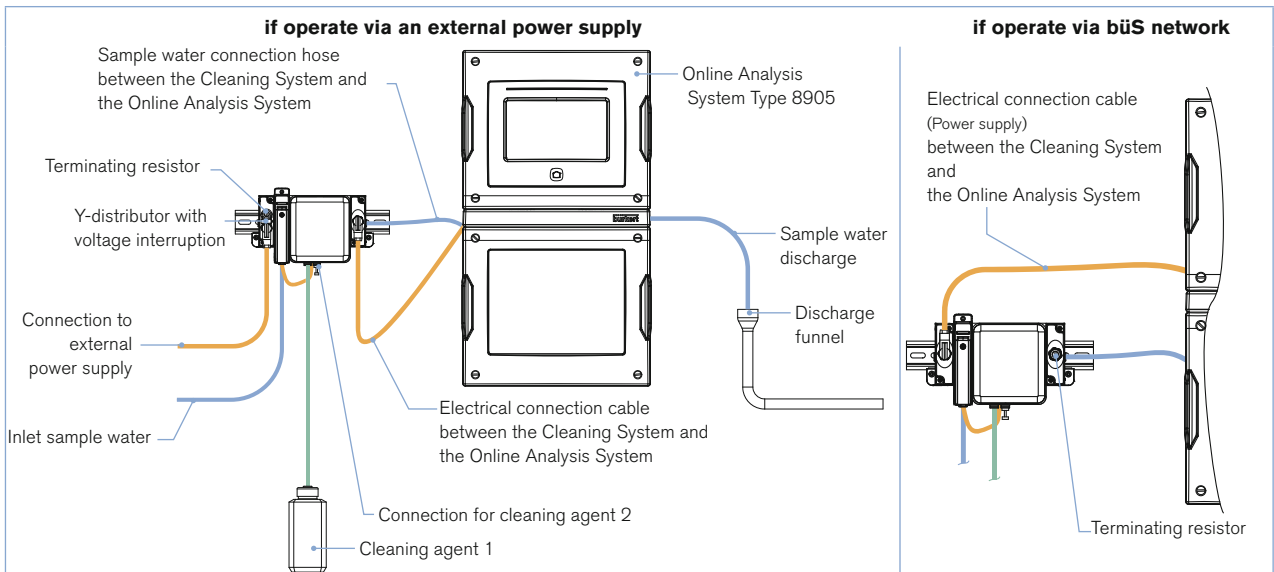 if operate via an external power supply
Sample water connection hose
between the Cleaning System and
the Online Analysis System
Online Analysis
System Type 8905
Terminating resistor
Y-distributor with
voltage interruption
burkert
Sample water
discharge
Connection to
external
power supply
Discharge
funnel
Inlet sample water
Electrical connection cable
between the Cleaning System and
the Online Analysis System
Connection for cleaning agent 2
Cleaning agent 1
if operate via büS network
Electrical connection cable
(Power supply)
between the Cleaning System
and
the Online Analysis System
Terminating resistor